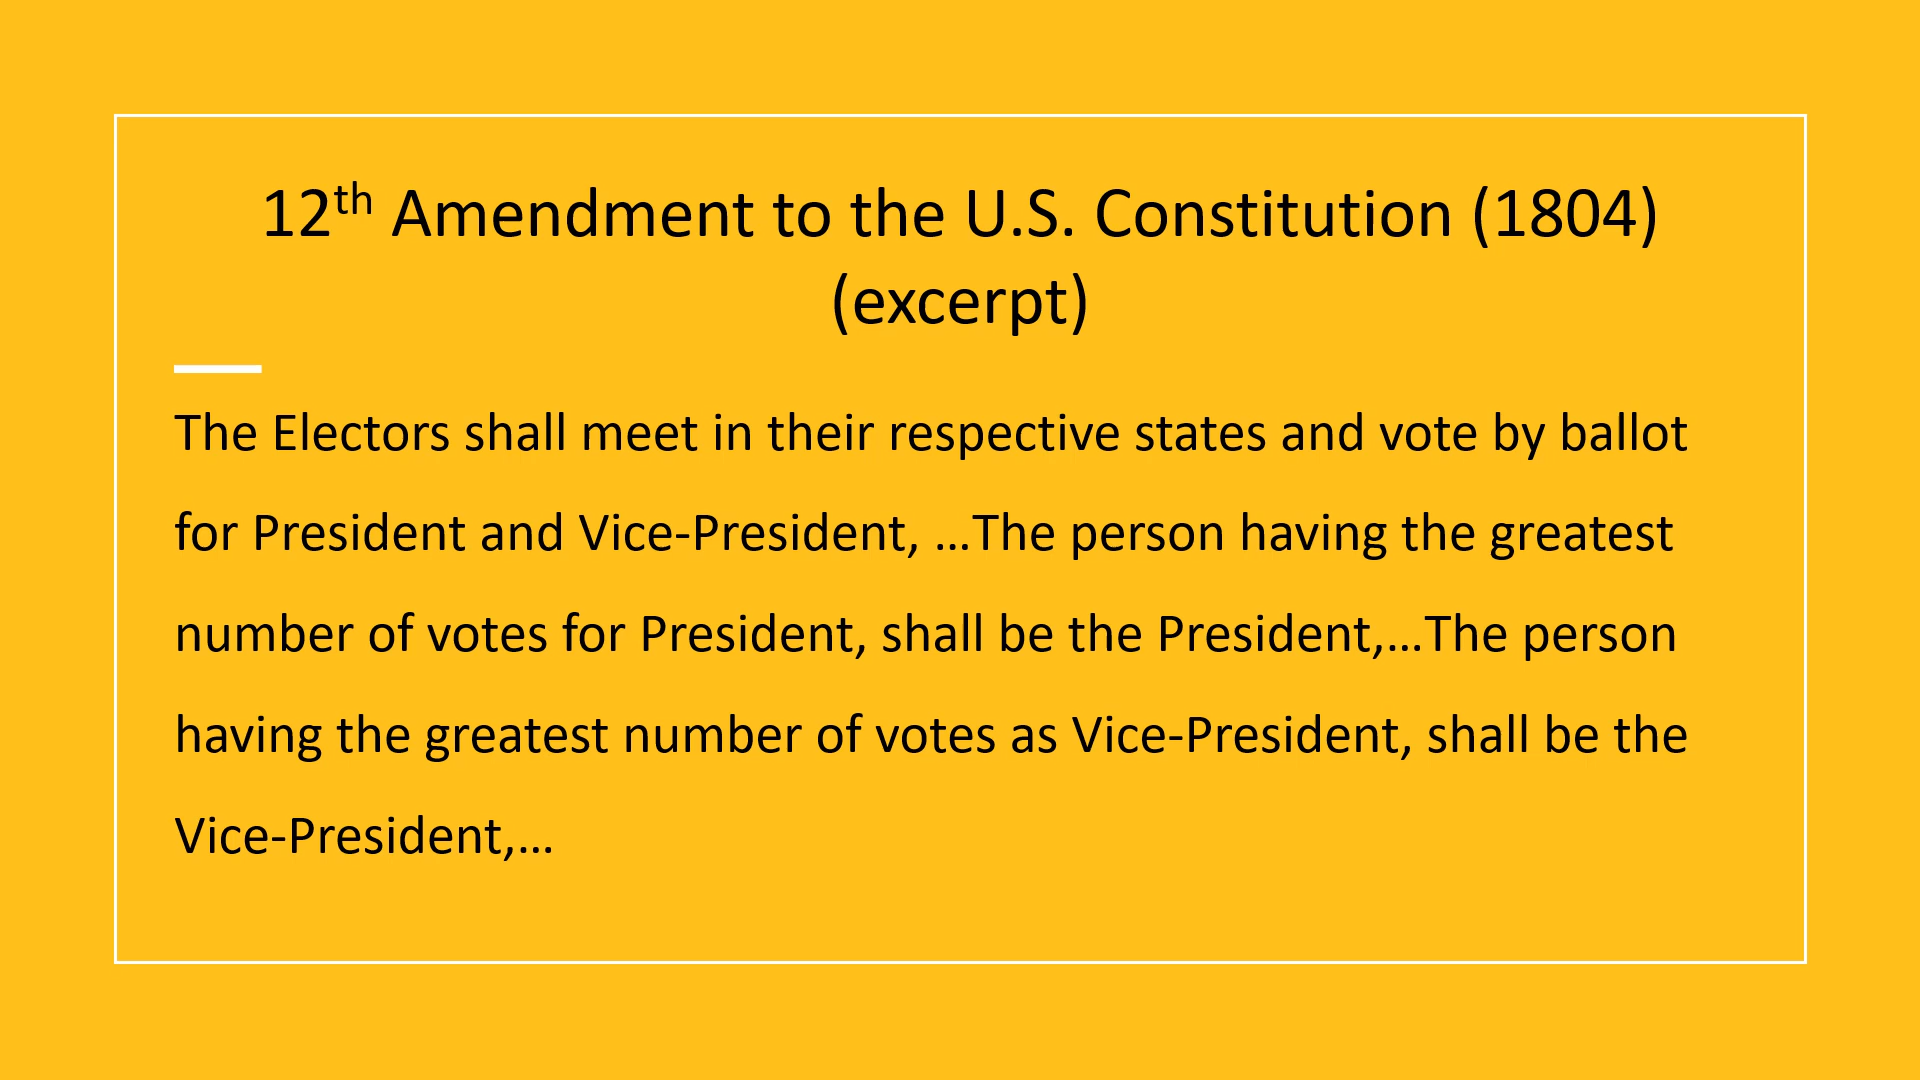 12th Amendment to the U.S. Constitution (1804)
(excerpt)
The Electors shall meet in their respective states and vote by ballot
for President and Vice-President, …The person having the greatest
number of votes for President, shall be the President,…The person
having the greatest number of votes as Vice-President, shall be the
Vice-President,…